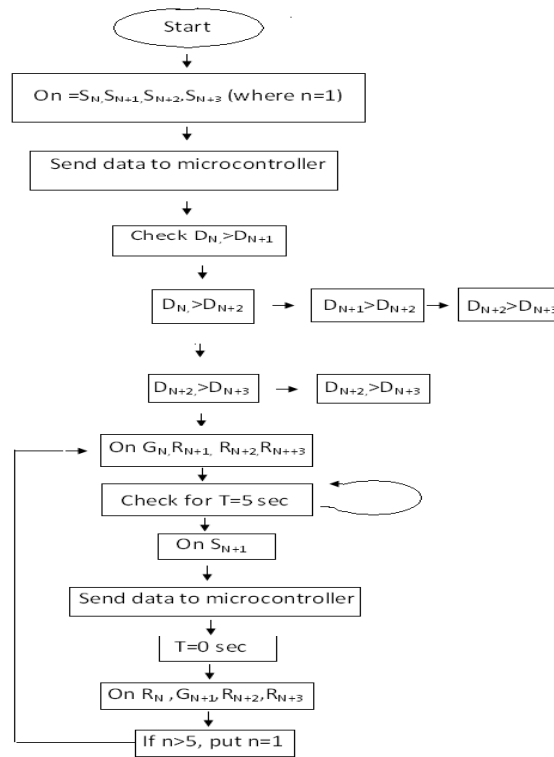 Start
On =S_N,S_N+1,S_N+2,S_N+3 (where n=1)
Send data to microcontroller
Check D_N,>D_N+1
D_N,>D_N+2
D_N+1>D_N+2
D_N+2>D_N+3
D_N+2,>D_N+3
D_N+2,>D_N+3
On G_N,R_N+1, R_N+2,R_N++3
Check for T=5 sec
On S_N+1
Send data to microcontroller
T=0 sec
On R_N ,G_N+1,R_N+2,R_N+3
If n>5, put n=1